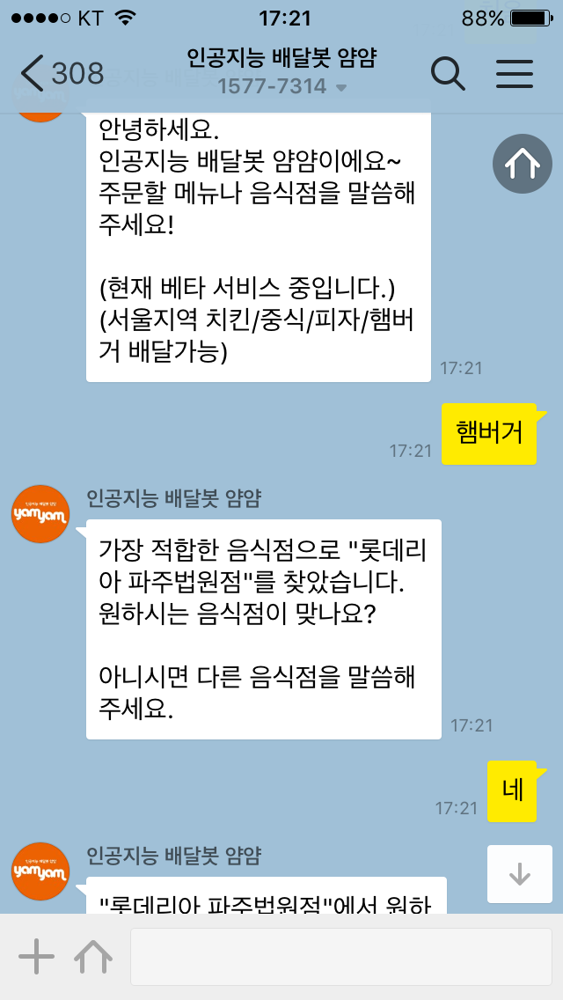 KT
17:21
88%
308
인공지능 배달봇 얌얌
1577-7314
안녕하세요.
인공지능 배달봇 얌얌이에요~
주문할 메뉴나 음식점을 말씀해
주세요!
(현재 베타 서비스 중입니다.)
(서울지역 치킨/중식/피자/햄버
거 배달가능)
17:21
햄버거
17:21
인공지능 배달봇 얌얌
yamyam
가장 적합한 음식점으로 "롯데리
아 파주법원점"를 찾았습니다.
원하시는 음식점이 맞나요?
아니시면 다른 음식점을 말씀해
주세요.
17:21
네
17:21
인공지능 배달봇 얌얌
yamyam
"롯데리아 파주법원점"에서 원하